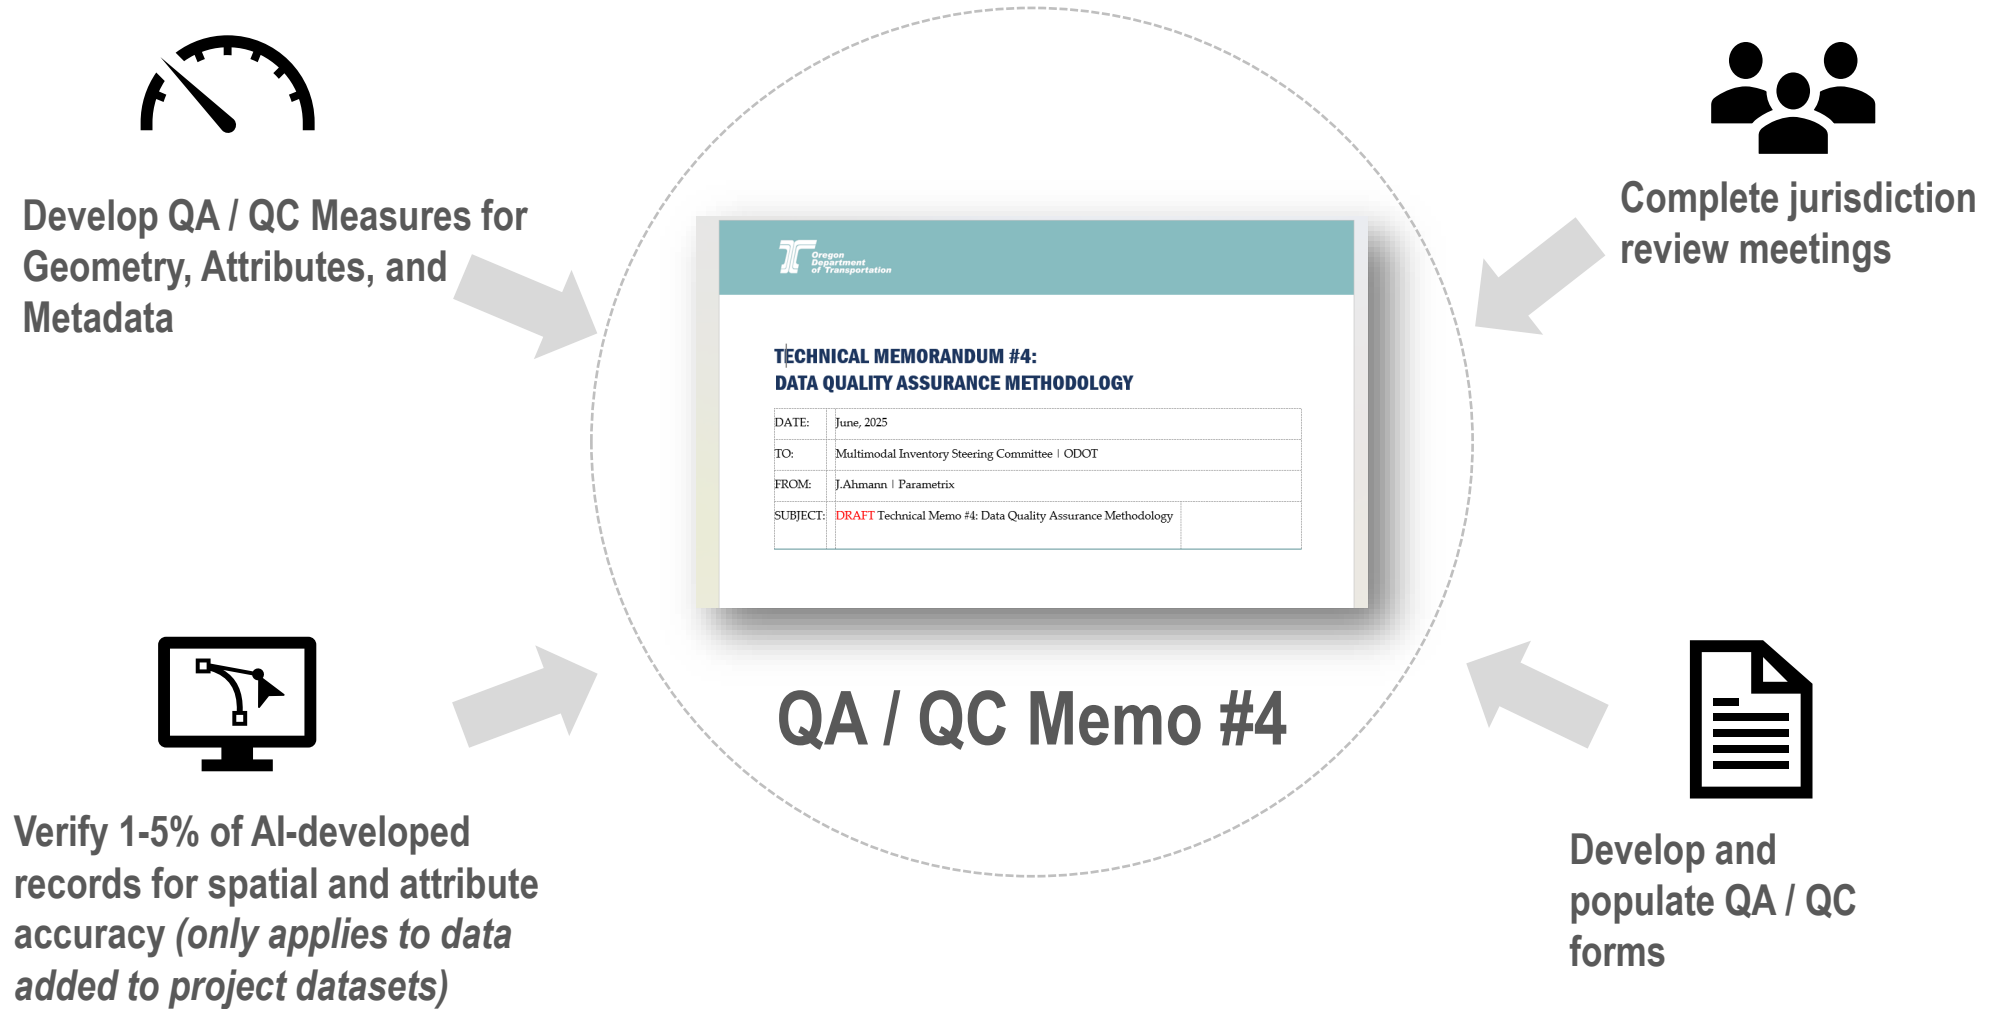 Develop QA / QC Measures for
Geometry, Attributes, and
Metadata
Verify 1-5% of AI-developed
records for spatial and attribute
accuracy (only applies to data
added to project datasets)
Oregon
Department
of Transportation
TECHNICAL MEMORANDUM #4:
DATA QUALITY ASSURANCE METHODOLOGY
DATE: June, 2025
TO: Multimodal Inventory Steering Committee | ODOT
FROM: J.Ahmann | Parametrix
SUBJECT: DRAFT Technical Memo #4: Data Quality Assurance Methodology
QA / QC Memo #4
Complete jurisdiction
review meetings
Develop and
populate QA / QC
forms